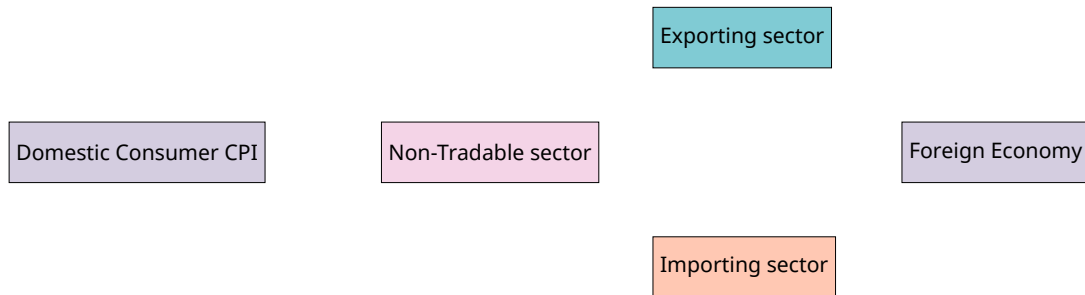 Exporting sector
Domestic Consumer CPI
Non-Tradable sector
Foreign Economy
Importing sector